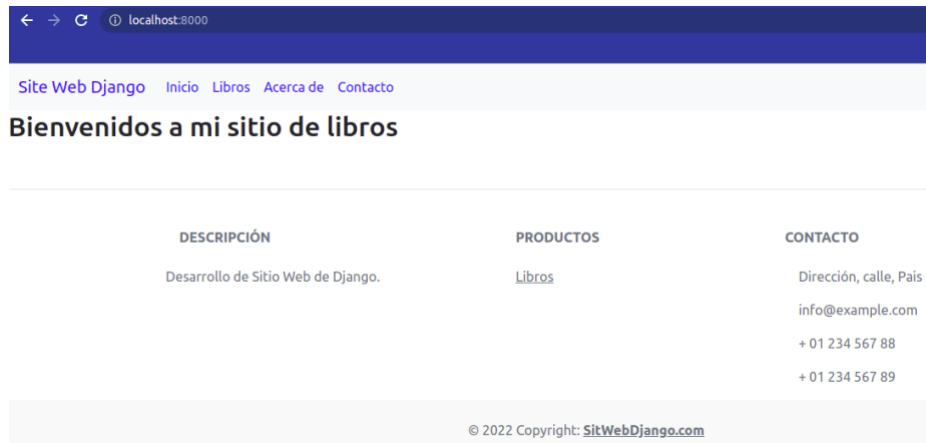 localhost:8000
Site Web Django Inicio Libros Acerca de Contacto
Bienvenidos a mi sitio de libros
DESCRIPCIÓN
Desarrollo de Sitio Web de Django.
PRODUCTOS
Libros
CONTACTO
Dirección, calle, Pais
info@example.com
+ 01 234 567 88
+ 01 234 567 89
© 2022 Copyright: SitWebDjango.com